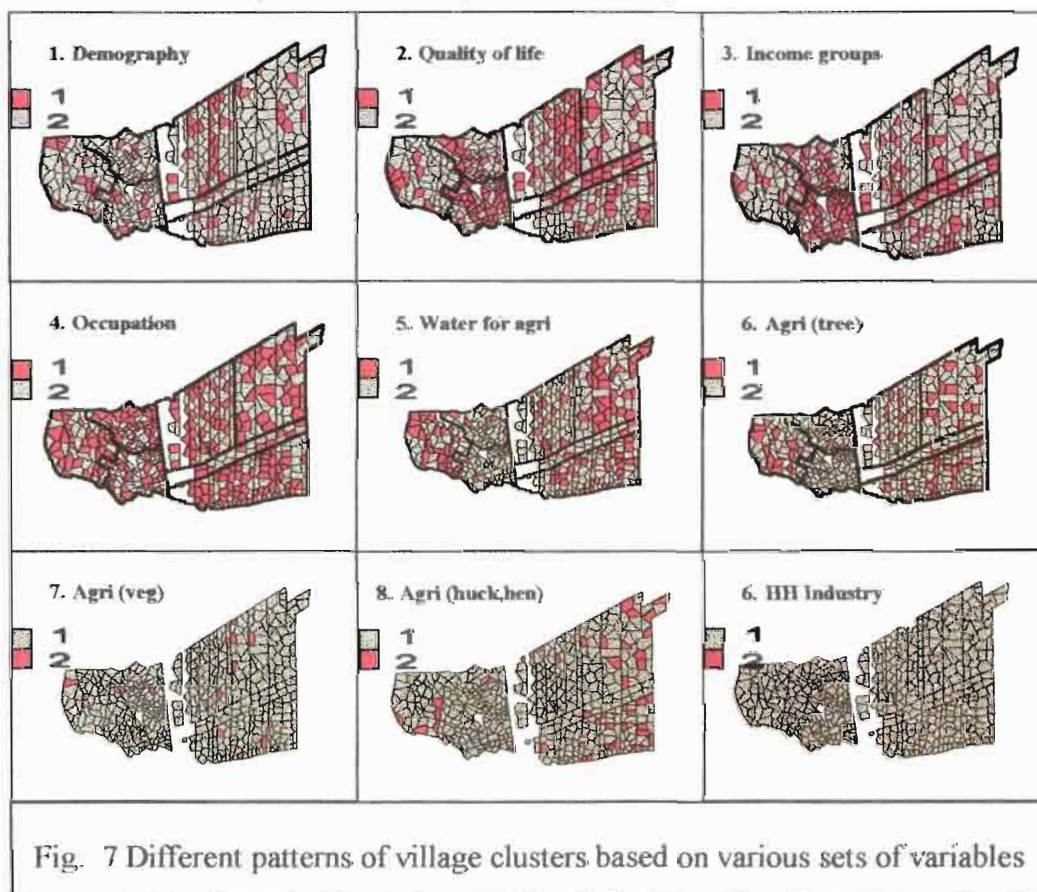 1. Demography
1
2
2. Quality of life
1
2
3. Income groups
1
2
4. Occupation
1
2
5. Water for agri
1
2
6. Agri (tree)
1
2
7. Agri (veg)
1
2
8. Agri (huck,hen)
1
2
6. HH Industry
1
2
Fig. 7 Different patterns of village clusters based on various sets of variables